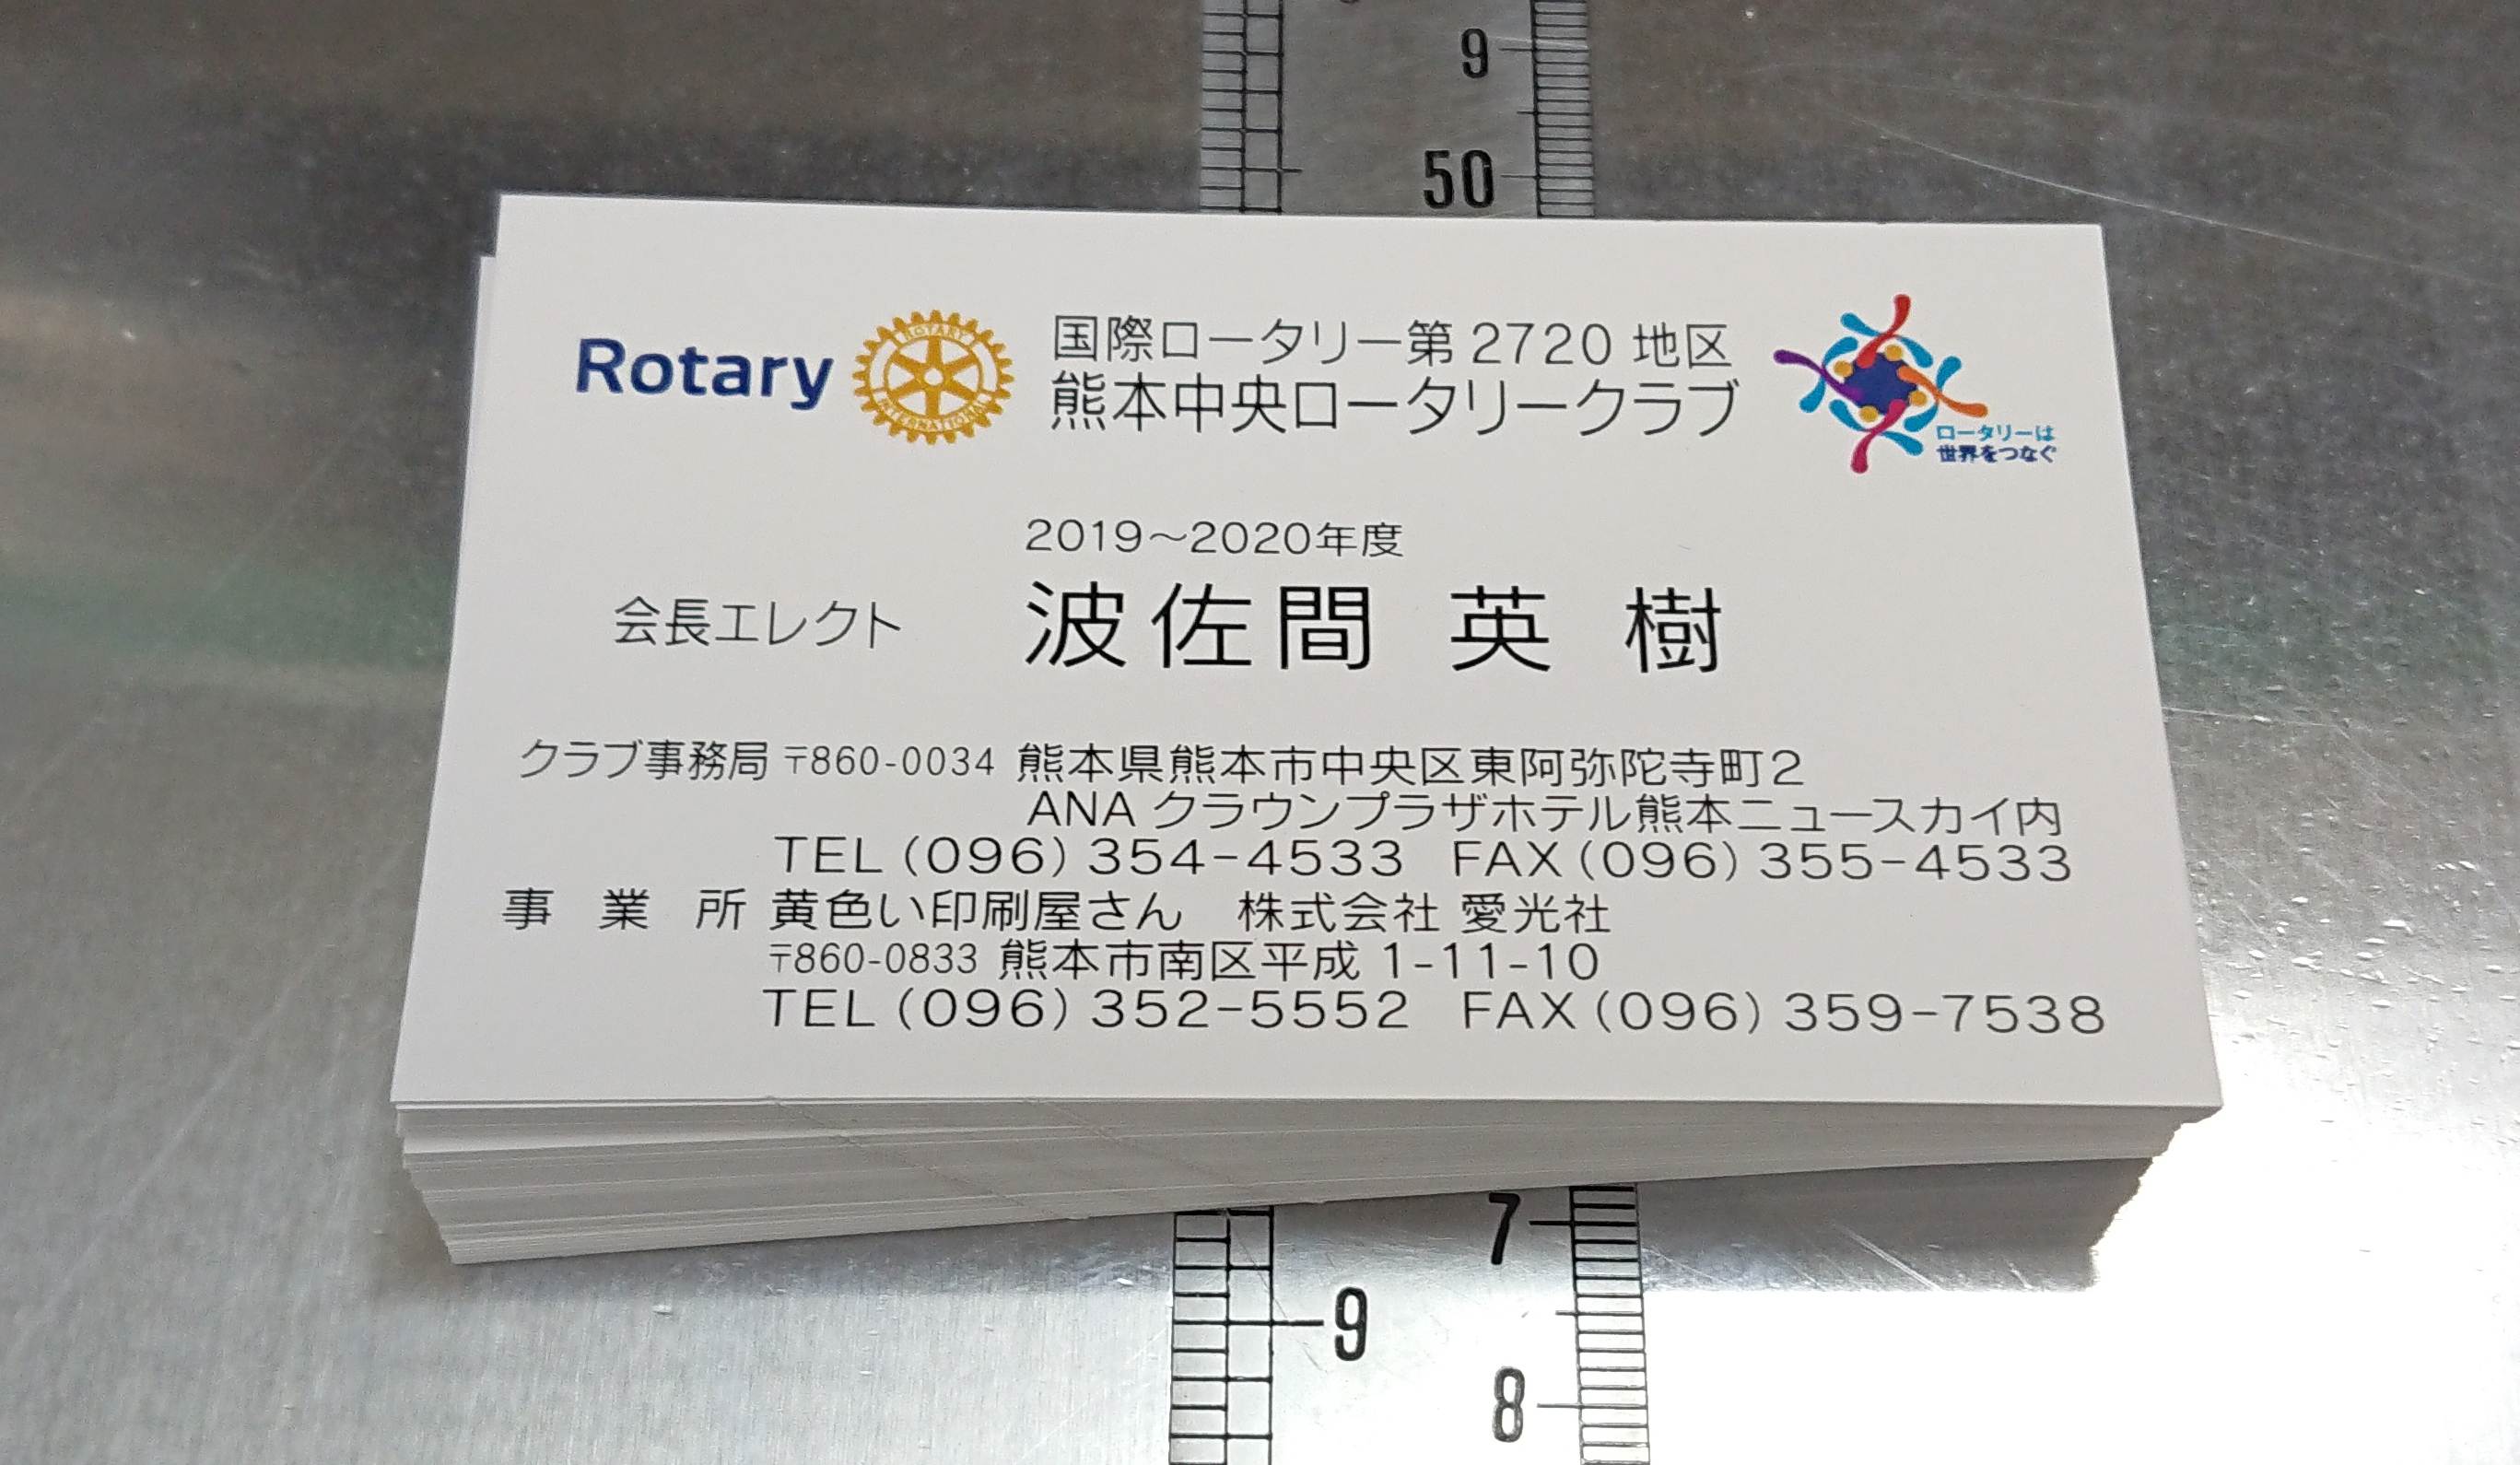 9
50
Rotary
ROTARY INTERNATIONAL
国際ロータリー第2720 地区
熊本中央ロータリークラブ
ロータリーは
世界をつなぐ
2019〜2020年度
会長エレクト 波佐間 英 樹
クラブ事務局 〒860-0034 熊本県熊本市中央区東阿弥陀寺町2
ANA クラウンプラザホテル熊本ニュースカイ内
TEL(096)354-4533 FAX(096)355-4533
事 業 所 黄色い印刷屋さん 株式会社 愛光社
〒860-0833 熊本市南区平成 1-11-10
TEL(096)352-5552 FAX(096)359-7538
7
9
8